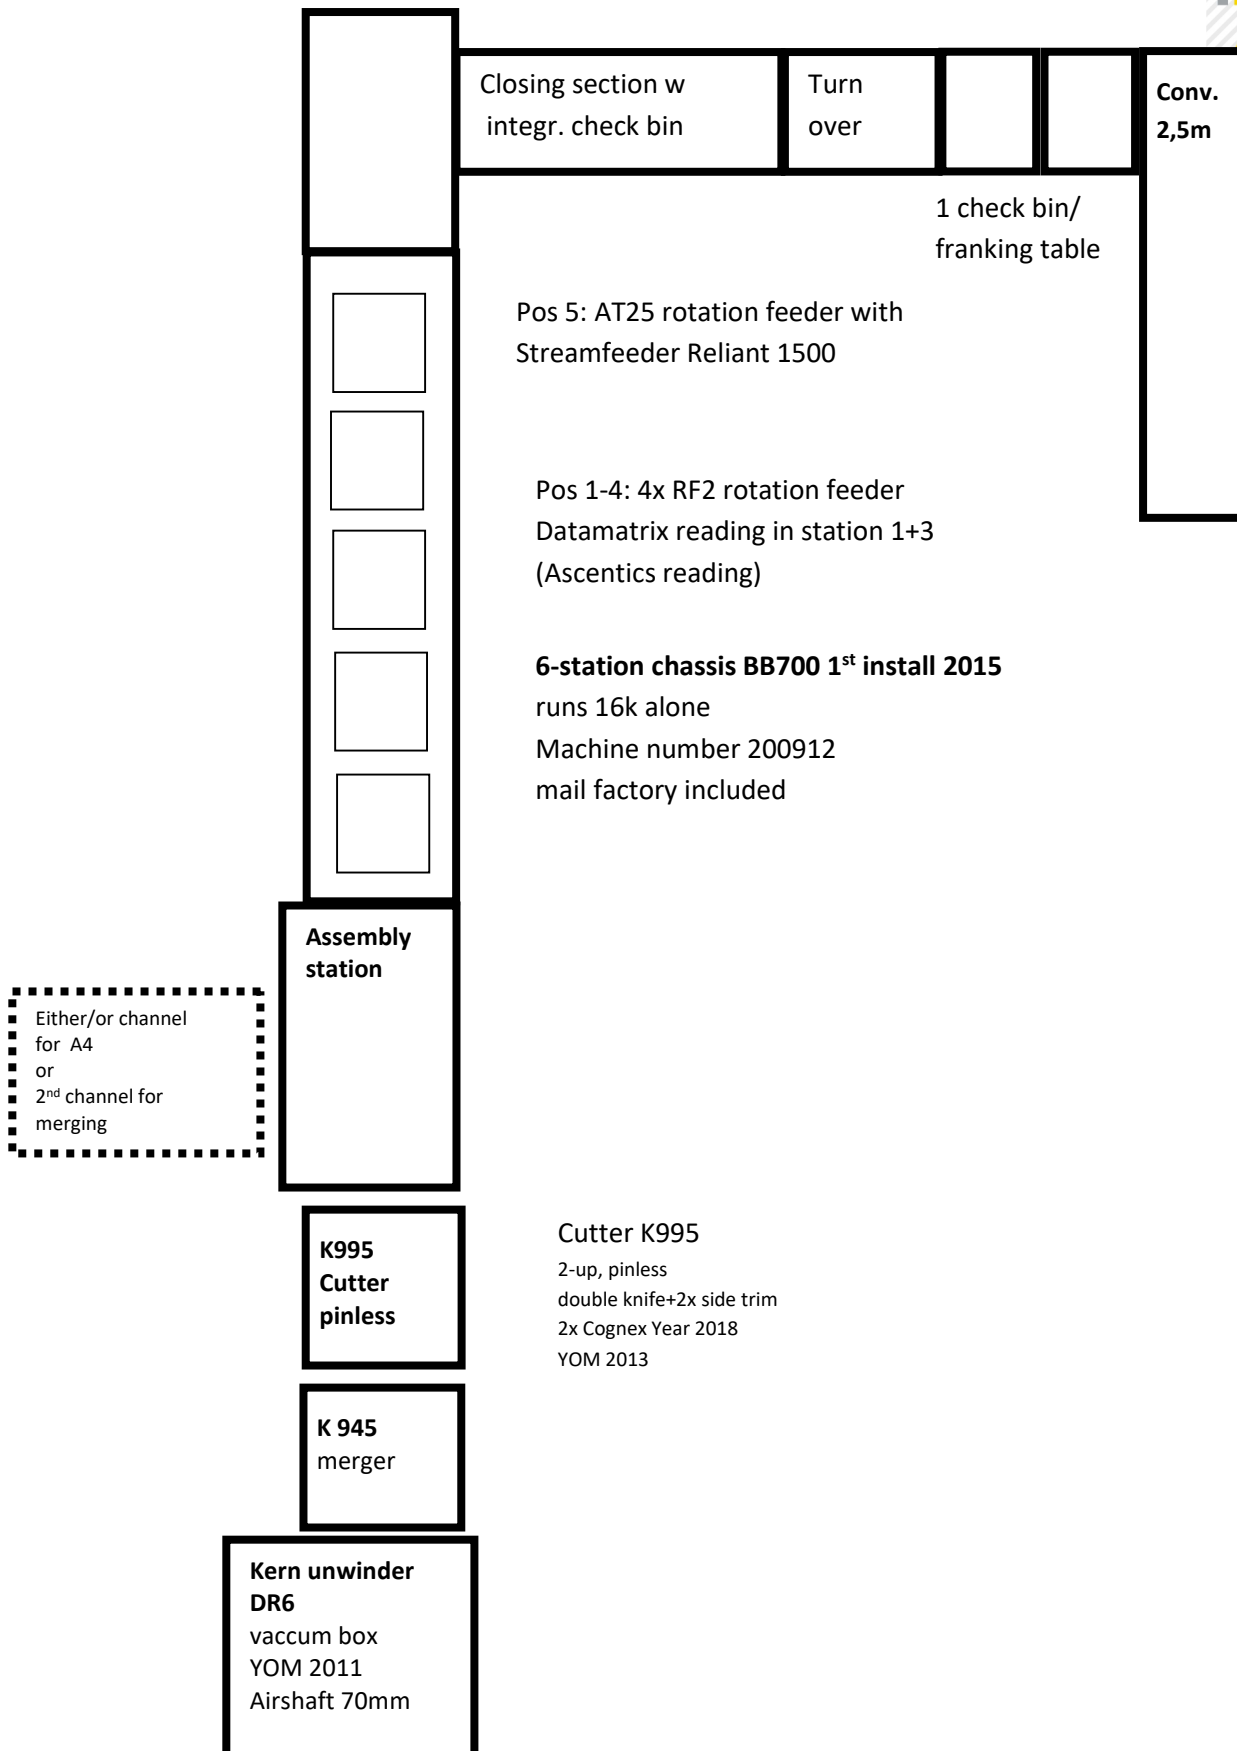 Closing section w
integr. check bin
Turn
over
Conv.
2,5m
1 check bin/
franking table
Pos 5: AT25 rotation feeder with
Streamfeeder Reliant 1500
Pos 1-4: 4x RF2 rotation feeder
Datamatrix reading in station 1+3
(Ascentics reading)
6-station chassis BB700 1st install 2015
runs 16k alone
Machine number 200912
mail factory included
Assembly
station
Either/or channel
for A4
or
2nd channel for
merging
K995
Cutter
pinless
Cutter K995
2-up, pinless
double knife+2x side trim
2x Cognex Year 2018
YOM 2013
K 945
merger
Kern unwinder
DR6
vaccum box
YOM 2011
Airshaft 70mm